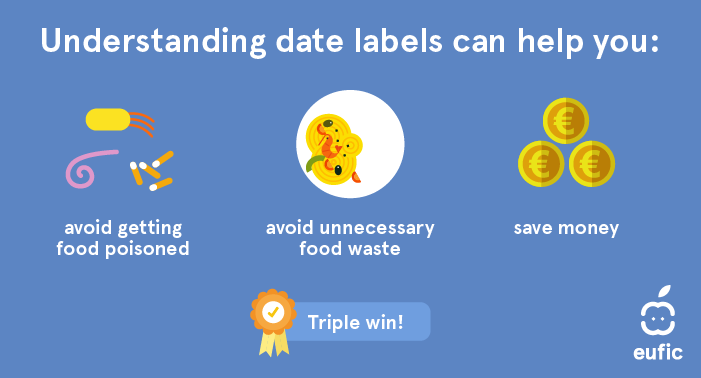 Understanding date labels can help you:
avoid getting
food poisoned
avoid unnecessary
food waste
save money
€
€
€
Triple win!
eufic